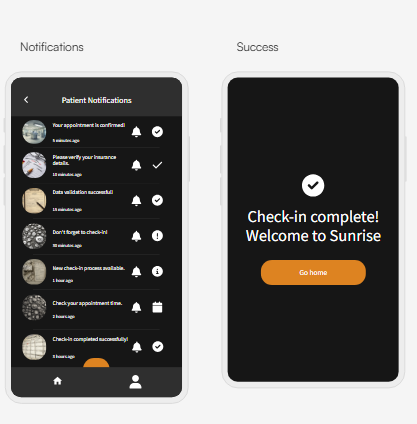 Notifications
Success
Patient Notifications
Your appointment is confirmed!
5 minutes ago
Please verify your insurance
details.
10 minutes ago
Data validation successful!
15 minutes ago
Don't forget to check-in!
30 minutes ago
New check-in process available.
1 hour ago
Check your appointment time.
2 hours ago
Check-in completed successfully!
3 hours ago
Check-in complete!
Welcome to Sunrise
Go home